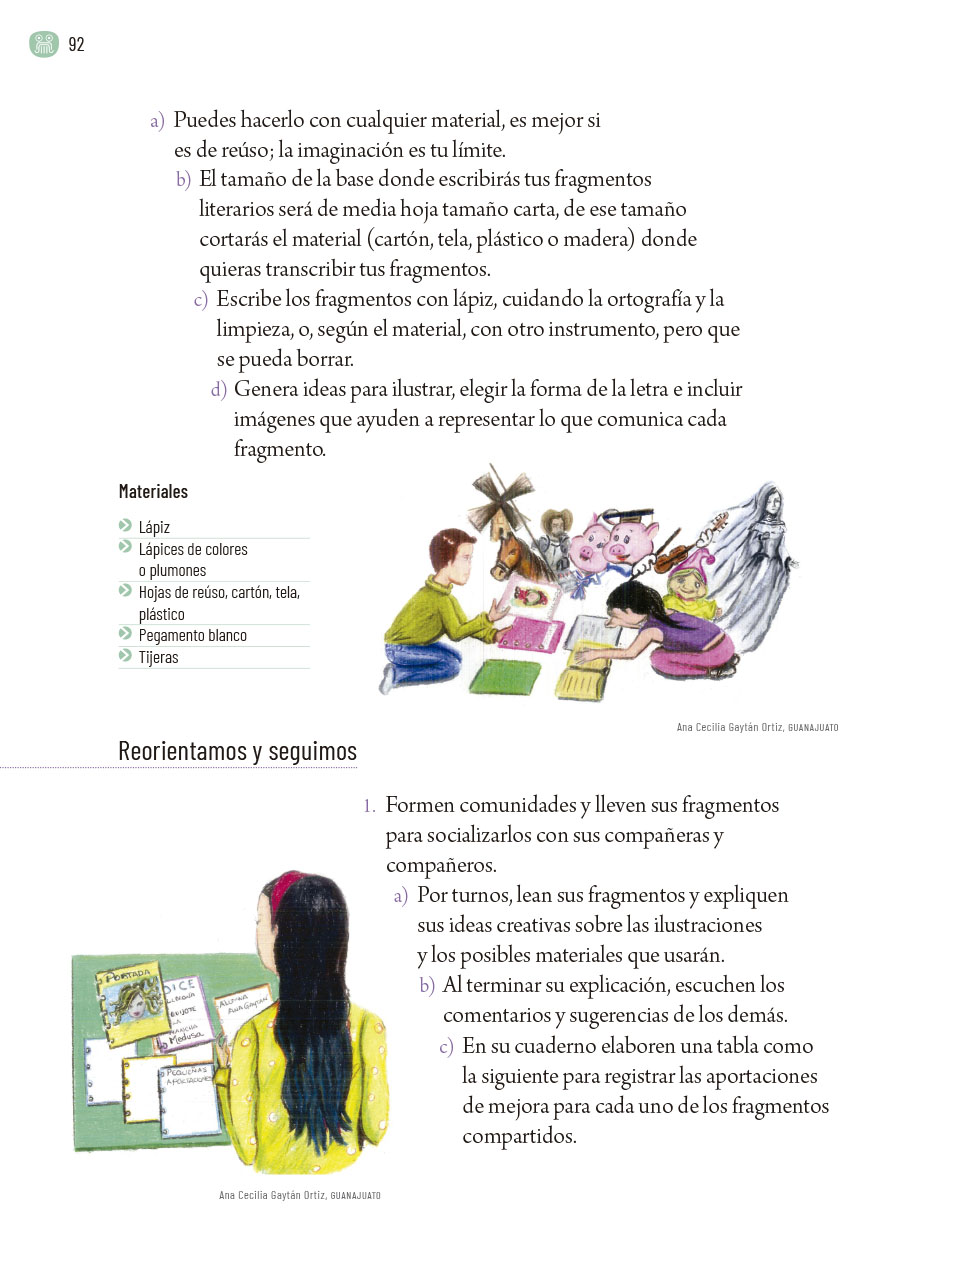 92
a) Puedes hacerlo con cualquier material, es mejor si
es de reúso; la imaginación es tu límite.
b) El tamaño de la base donde escribirás tus fragmentos
literarios será de media hoja tamaño carta, de ese tamaño
cortarás el material (cartón, tela, plástico o madera) donde
quieras transcribir tus fragmentos.
c) Escribe los fragmentos con lápiz, cuidando la ortografía y la
limpieza, o, según el material, con otro instrumento, pero que
se pueda borrar.
d) Genera ideas para ilustrar, elegir la forma de la letra e incluir
imágenes que ayuden a representar lo que comunica cada
fragmento.
Materiales
Lápiz
Lápices de colores
o plumones
Hojas de reúso, cartón, tela,
plástico
Pegamento blanco
Tijeras
Ana Cecilia Gaytán Ortiz, GUANAJUATO
Reorientamos y seguimos
1. Formen comunidades y lleven sus fragmentos
para socializarlos con sus compañeras y
compañeros.
a) Por turnos, lean sus fragmentos y expliquen
sus ideas creativas sobre las ilustraciones
y los posibles materiales que usarán.
b) Al terminar su explicación, escuchen los
comentarios y sugerencias de los demás.
c) En su cuaderno elaboren una tabla como
la siguiente para registrar las aportaciones
de mejora para cada uno de los fragmentos
compartidos.
PORTADA
QUIJOTE
LA
MANCHA
Medusa
PEQUEÑAS
APORTACIONES
Ana Cecilia Gaytán Ortiz, GUANAJUATO